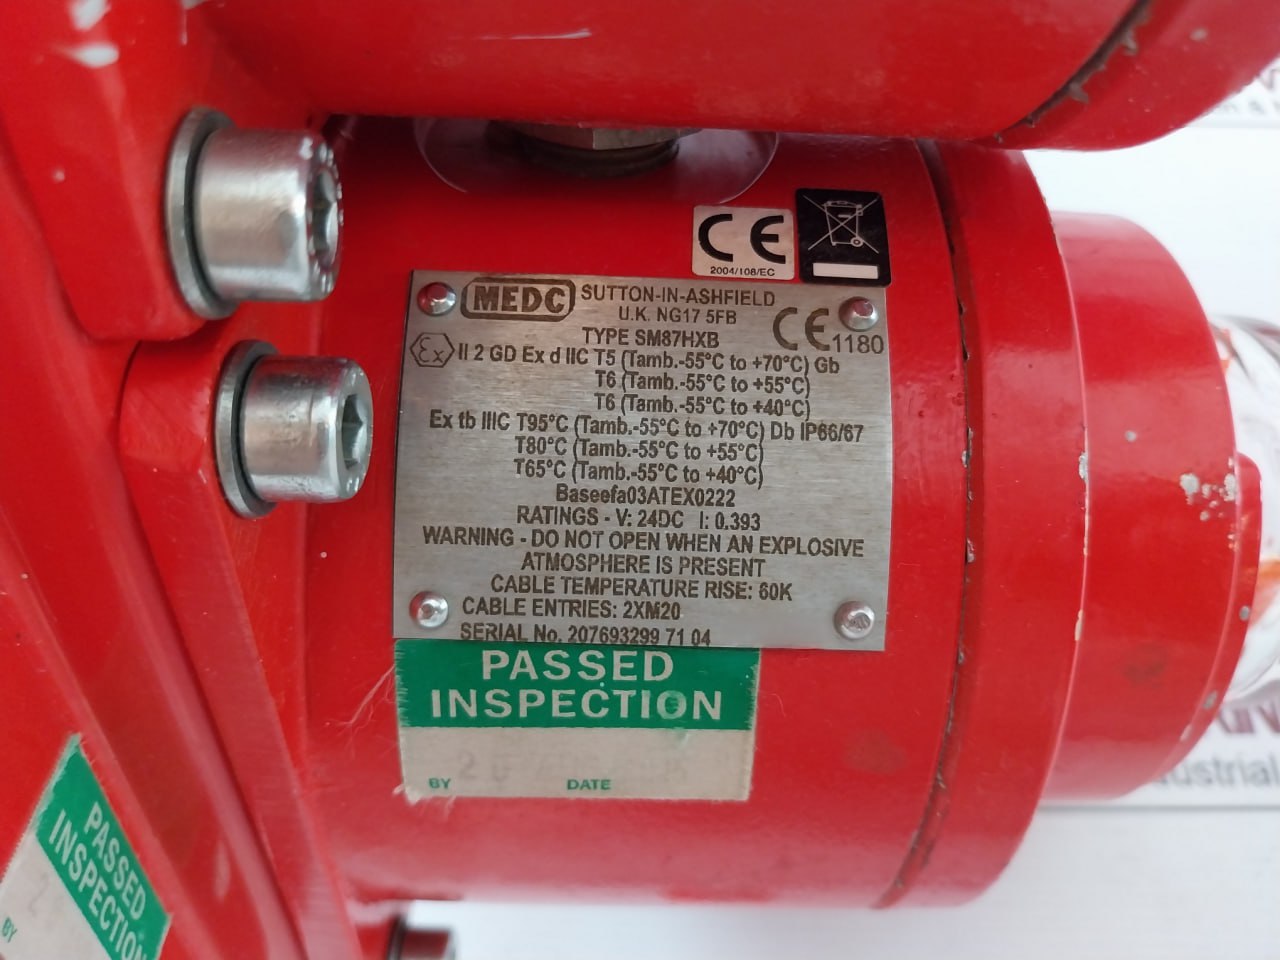 CE
2004/108/EC
MEDC SUTTON-IN-ASHFIELD
U.K. NG17 5FB
TYPE SM87HXB
CE 1180
Ex II 2 GD Ex d IIC T5 (Tamb.-55°C to +70°C) Gb
T6 (Tamb.-55°C to +55°C)
T6 (Tamb.-55°C to +40°C)
Ex tb IIIC T95°C (Tamb.-55°C to +70°C) Db IP66/67
T80°C (Tamb.-55°C to +55°C)
T65°C (Tamb.-55°C to +40°C)
Baseefa03ATEX0222
RATINGS - V: 24DC I: 0.393
WARNING - DO NOT OPEN WHEN AN EXPLOSIVE
ATMOSPHERE IS PRESENT
CABLE TEMPERATURE RISE: 60K
CABLE ENTRIES: 2XM20
SERIAL No. 207693299 71 04
PASSED
INSPECTION
BY DATE
PASSED
INSPECTION
BY 2